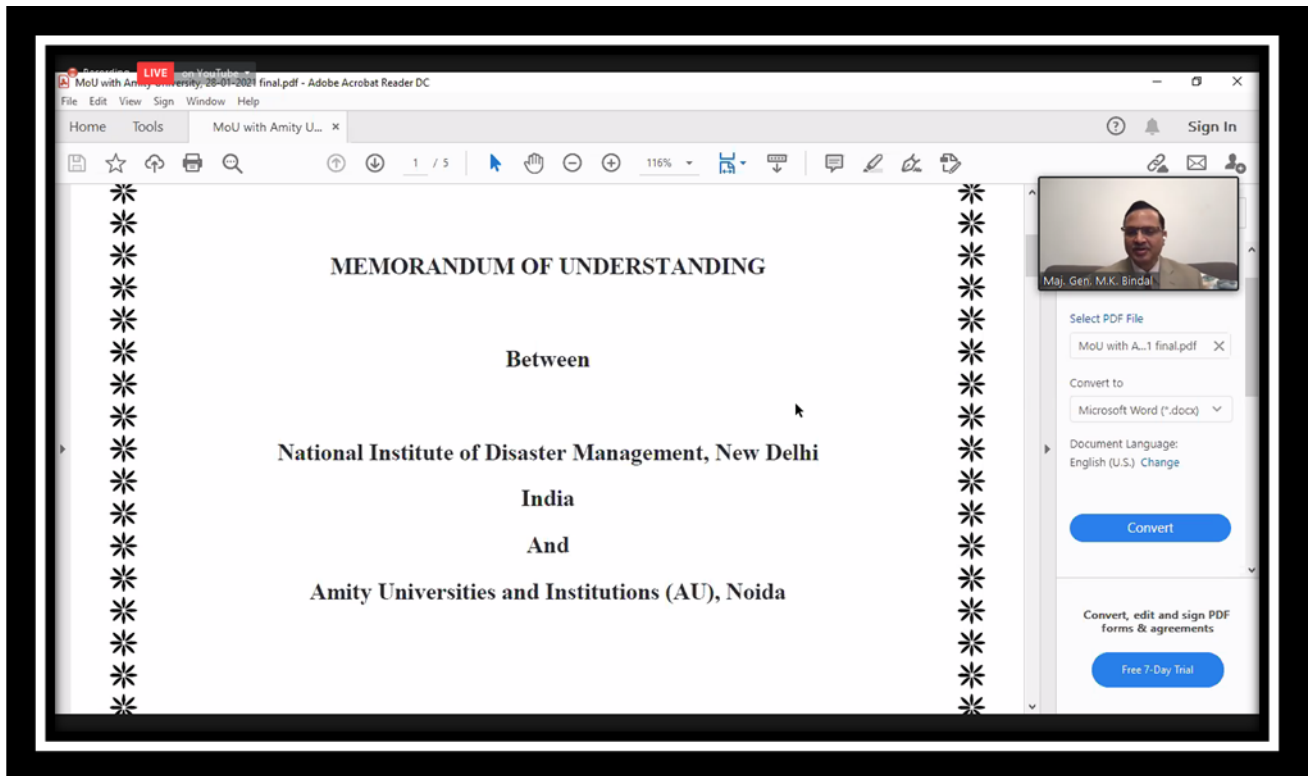 Recording
LIVE on YouTube
MoU with Amity University, 28-01-2021 final.pdf - Adobe Acrobat Reader DC
File Edit View Sign Window Help
Home Tools MoU with Amity U... × Sign In
1 / 5 116%
MEMORANDUM OF UNDERSTANDING
Between
National Institute of Disaster Management, New Delhi
India
And
Amity Universities and Institutions (AU), Noida
Maj. Gen. M.K. Bindal
Select PDF File
MoU with A...1 final.pdf
Convert to
Microsoft Word (*.docx)
Document Language:
English (U.S.) Change
Convert
Convert, edit and sign PDF
forms & agreements
Free 7-Day Trial